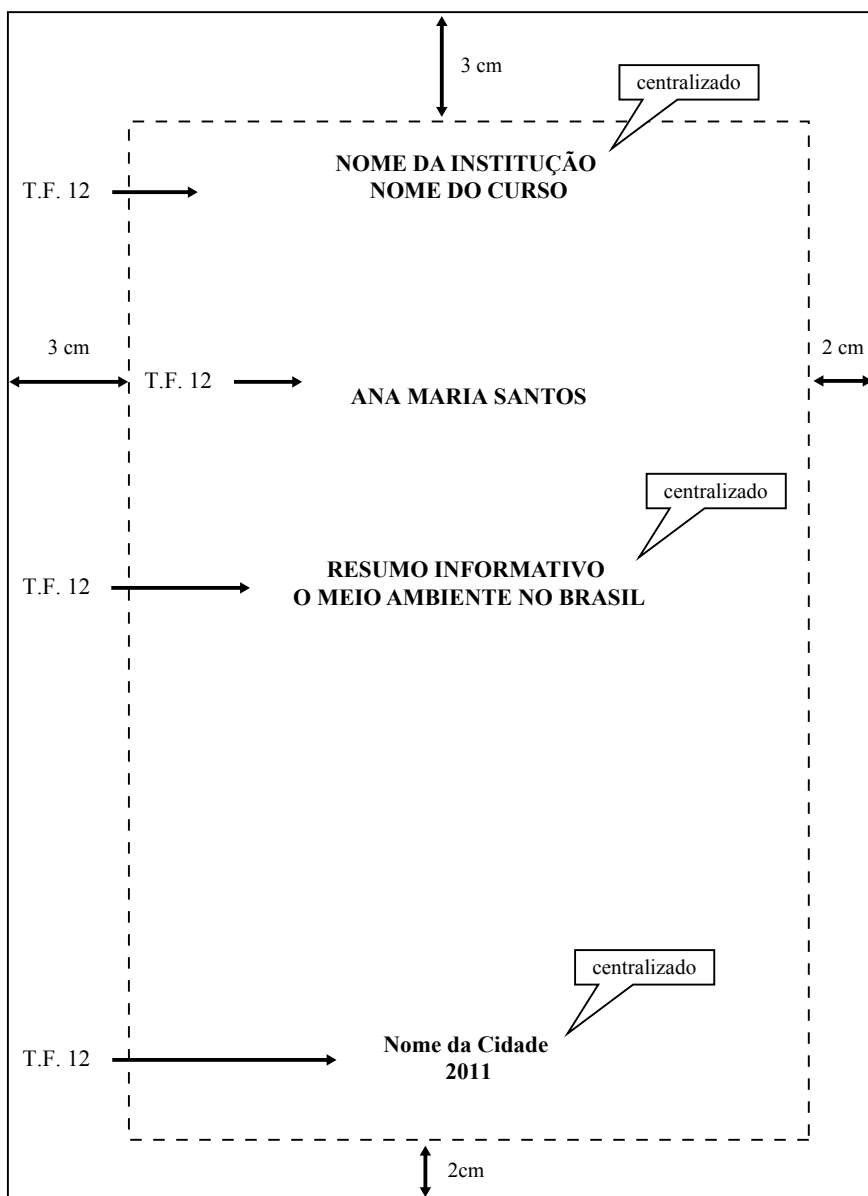 3 cm
centralizado
NOME DA INSTITUÇÃO
NOME DO CURSO
T.F. 12
3 cm
2 cm
T.F. 12
ANA MARIA SANTOS
centralizado
RESUMO INFORMATIVO
O MEIO AMBIENTE NO BRASIL
T.F. 12
centralizado
Nome da Cidade
2011
T.F. 12
2cm